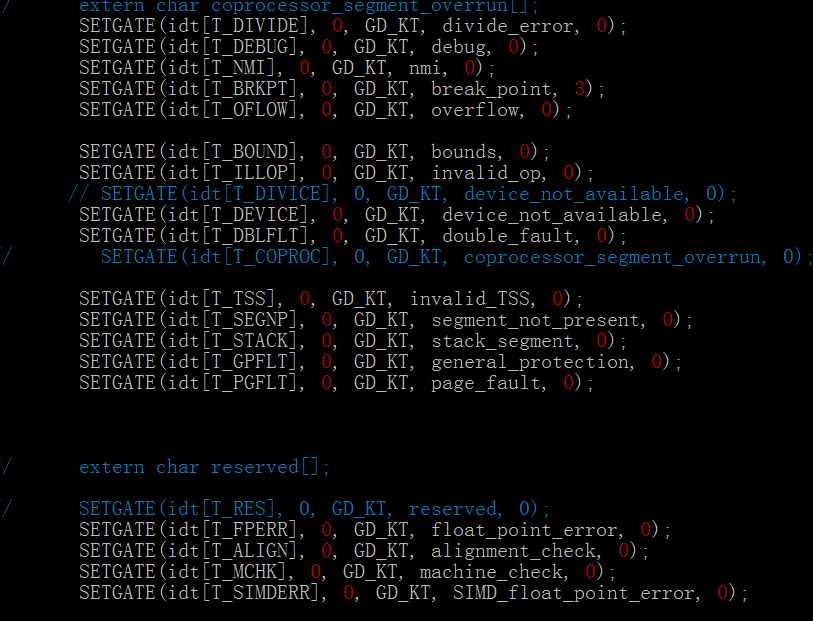 /      extern char coprocessor_segment_overrun[];
       SETGATE(idt[T_DIVIDE], 0, GD_KT, divide_error, 0);
       SETGATE(idt[T_DEBUG], 0, GD_KT, debug, 0);
       SETGATE(idt[T_NMI], 0, GD_KT, nmi, 0);
       SETGATE(idt[T_BRKPT], 0, GD_KT, break_point, 3);
       SETGATE(idt[T_OFLOW], 0, GD_KT, overflow, 0);

       SETGATE(idt[T_BOUND], 0, GD_KT, bounds, 0);
       SETGATE(idt[T_ILLOP], 0, GD_KT, invalid_op, 0);
      // SETGATE(idt[T_DIVICE], 0, GD_KT, device_not_available, 0);
       SETGATE(idt[T_DEVICE], 0, GD_KT, device_not_available, 0);
       SETGATE(idt[T_DBLFLT], 0, GD_KT, double_fault, 0);
/        SETGATE(idt[T_COPROC], 0, GD_KT, coprocessor_segment_overrun, 0);

       SETGATE(idt[T_TSS], 0, GD_KT, invalid_TSS, 0);
       SETGATE(idt[T_SEGNP], 0, GD_KT, segment_not_present, 0);
       SETGATE(idt[T_STACK], 0, GD_KT, stack_segment, 0);
       SETGATE(idt[T_GPFLT], 0, GD_KT, general_protection, 0);
       SETGATE(idt[T_PGFLT], 0, GD_KT, page_fault, 0);

/      extern char reserved[];

/      SETGATE(idt[T_RES], 0, GD_KT, reserved, 0);
       SETGATE(idt[T_FPERR], 0, GD_KT, float_point_error, 0);
       SETGATE(idt[T_ALIGN], 0, GD_KT, alignment_check, 0);
       SETGATE(idt[T_MCHK], 0, GD_KT, machine_check, 0);
       SETGATE(idt[T_SIMDERR], 0, GD_KT, SIMD_float_point_error, 0);